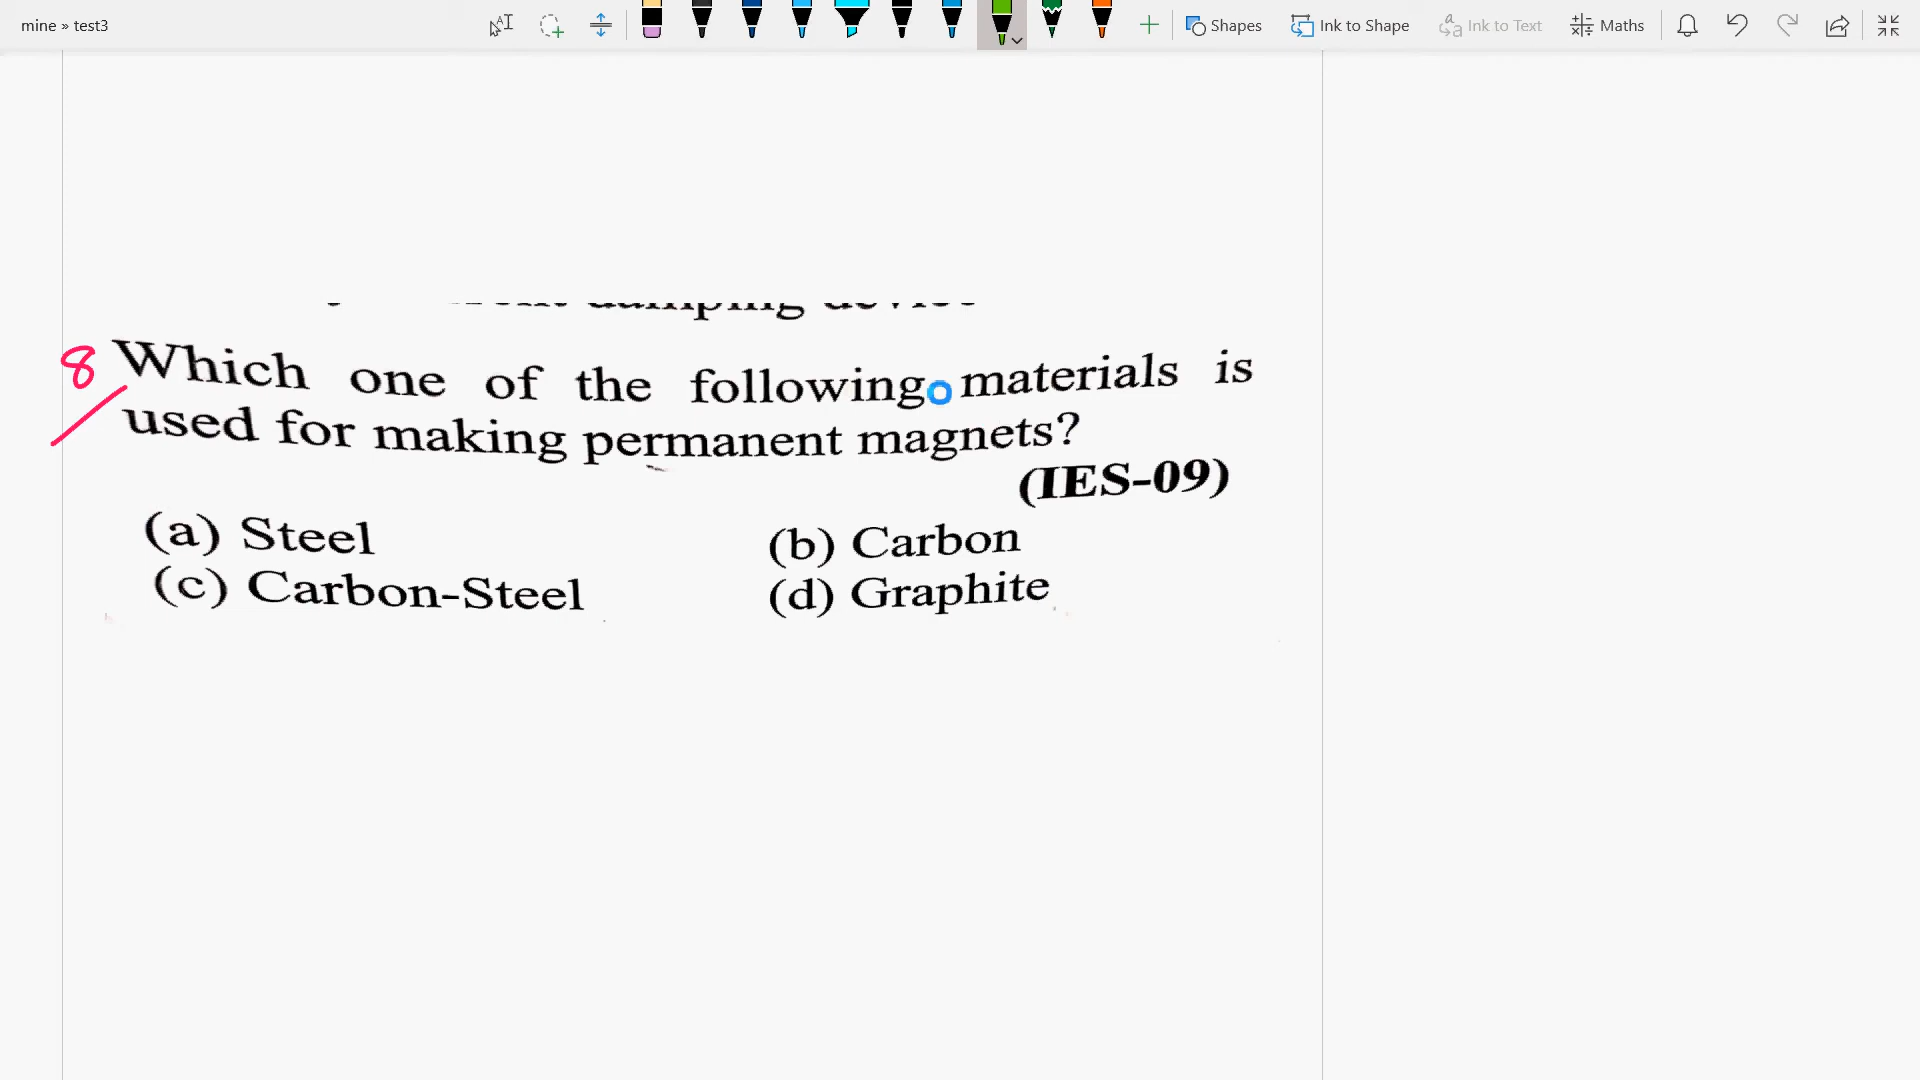 mine » test3
Shapes
Ink to Shape
Ink to Text
Maths
damping
8 Which one of the following materials is
used for making permanent magnets?
(IES-09)
(a) Steel
(b) Carbon
(c) Carbon-Steel
(d) Graphite